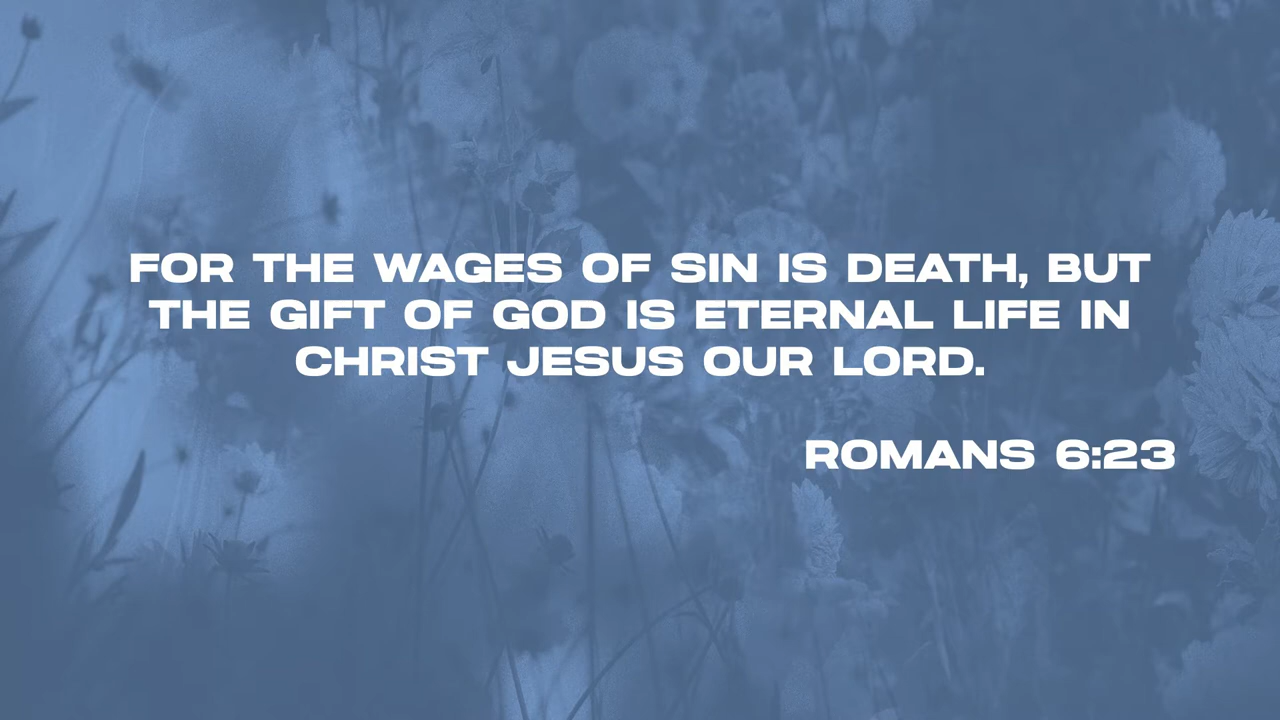 FOR THE WAGES OF SIN IS DEATH, BUT
THE GIFT OF GOD IS ETERNAL LIFE IN
CHRIST JESUS OUR LORD.
ROMANS 6:23